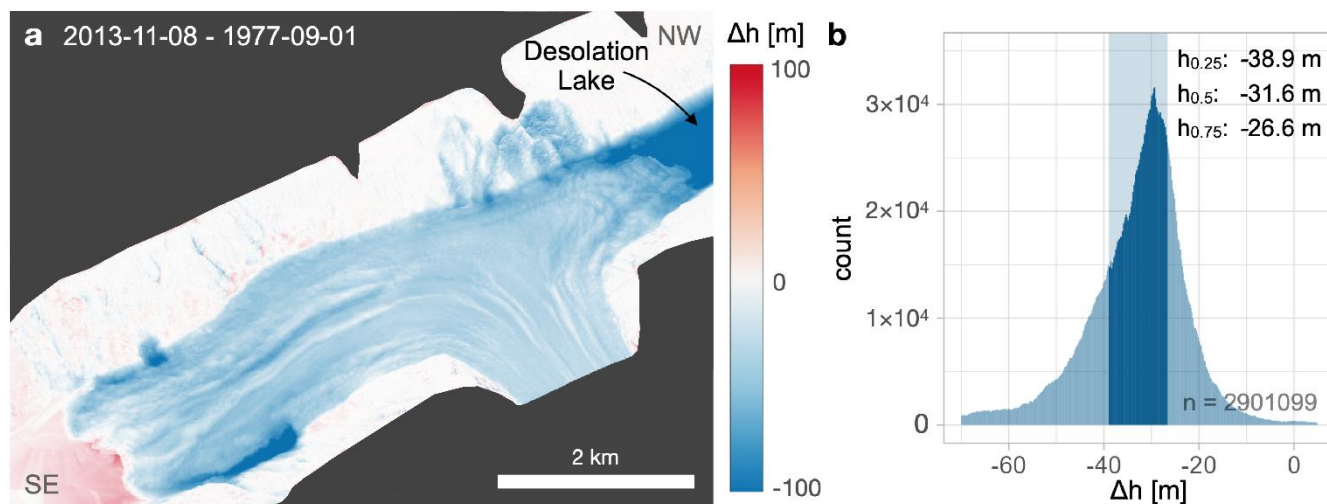 a 2013-11-08 - 1977-09-01
NW
Desolation
Lake
SE
2 km
Δh [m]
100
0
-100
b
h0.25: -38.9 m
h0.5: -31.6 m
h0.75: -26.6 m
count
3×10⁴
2×10⁴
1×10⁴
0
n = 2901099
-60 -40 -20 0
Δh [m]